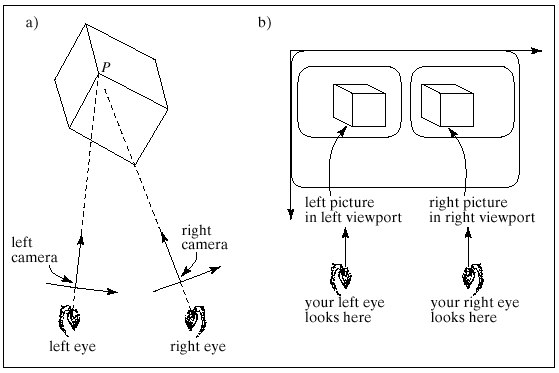 a)
P
left
camera
right
camera
left eye
right eye
b)
left picture
in left viewport
right picture
in right viewport
your left eye
looks here
your right eye
looks here